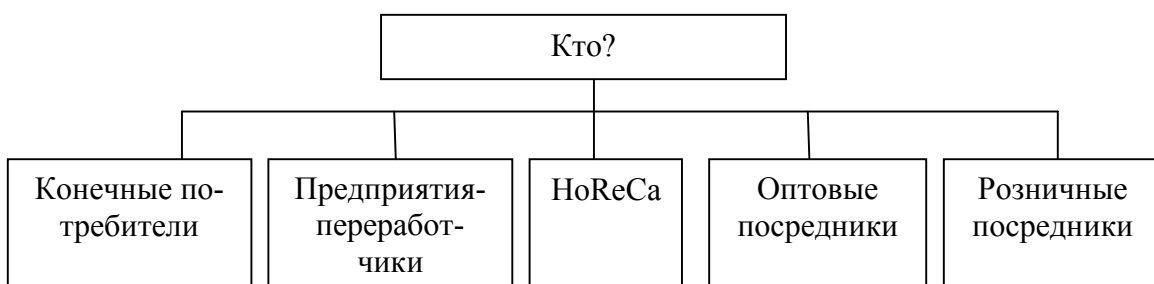 Кто?
Конечные по-
требители
Предприятия-
переработ-
чики
HoReCa
Оптовые
посредники
Розничные
посредники